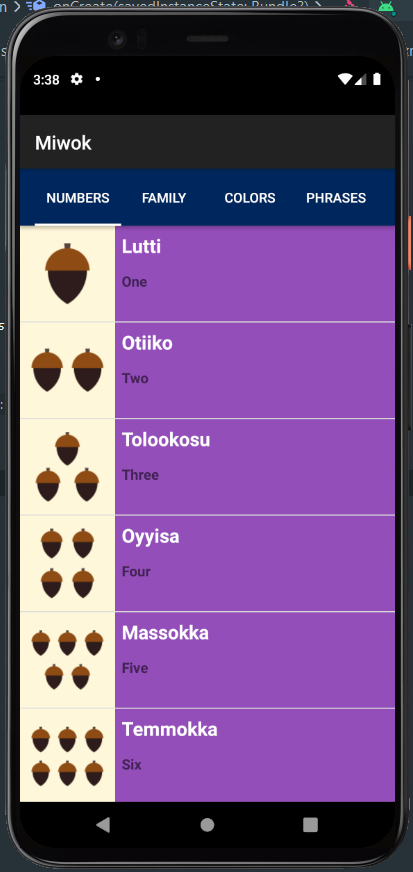 onCreate(savedInstanceState: Bundle?)
3:38
Miwok
NUMBERS FAMILY COLORS PHRASES
Lutti
One
Otiiko
Two
Tolookosu
Three
Oyyisa
Four
Massokka
Five
Temmokka
Six